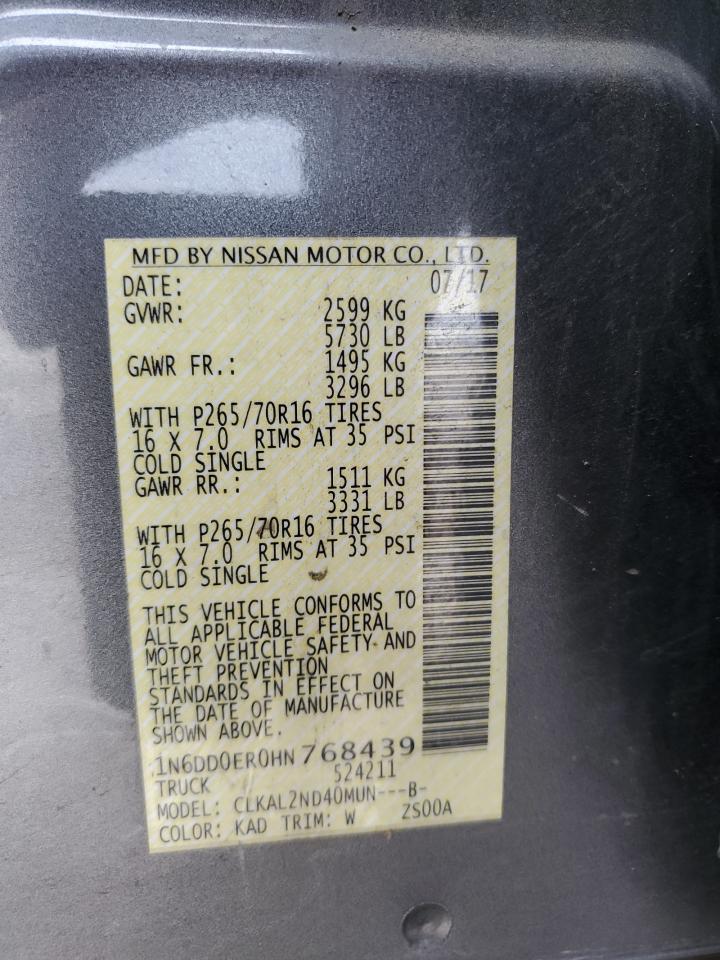 MFD BY NISSAN MOTOR CO., LTD.
DATE: 07/17
GVWR: 2599 KG
5730 LB
GAWR FR.: 1495 KG
3296 LB
WITH P265/70R16 TIRES
16 X 7.0 RIMS AT 35 PSI
COLD SINGLE
GAWR RR.: 1511 KG
3331 LB
WITH P265/70R16 TIRES
16 X 7.0 RIMS AT 35 PSI
COLD SINGLE
THIS VEHICLE CONFORMS TO
ALL APPLICABLE FEDERAL
MOTOR VEHICLE SAFETY AND
THEFT PREVENTION
STANDARDS IN EFFECT ON
THE DATE OF MANUFACTURE
SHOWN ABOVE.
1N6DD0ER0HN768439
TRUCK 524211
MODEL: CLKAL2ND40MUN---B-
COLOR: KAD TRIM: W ZS00A